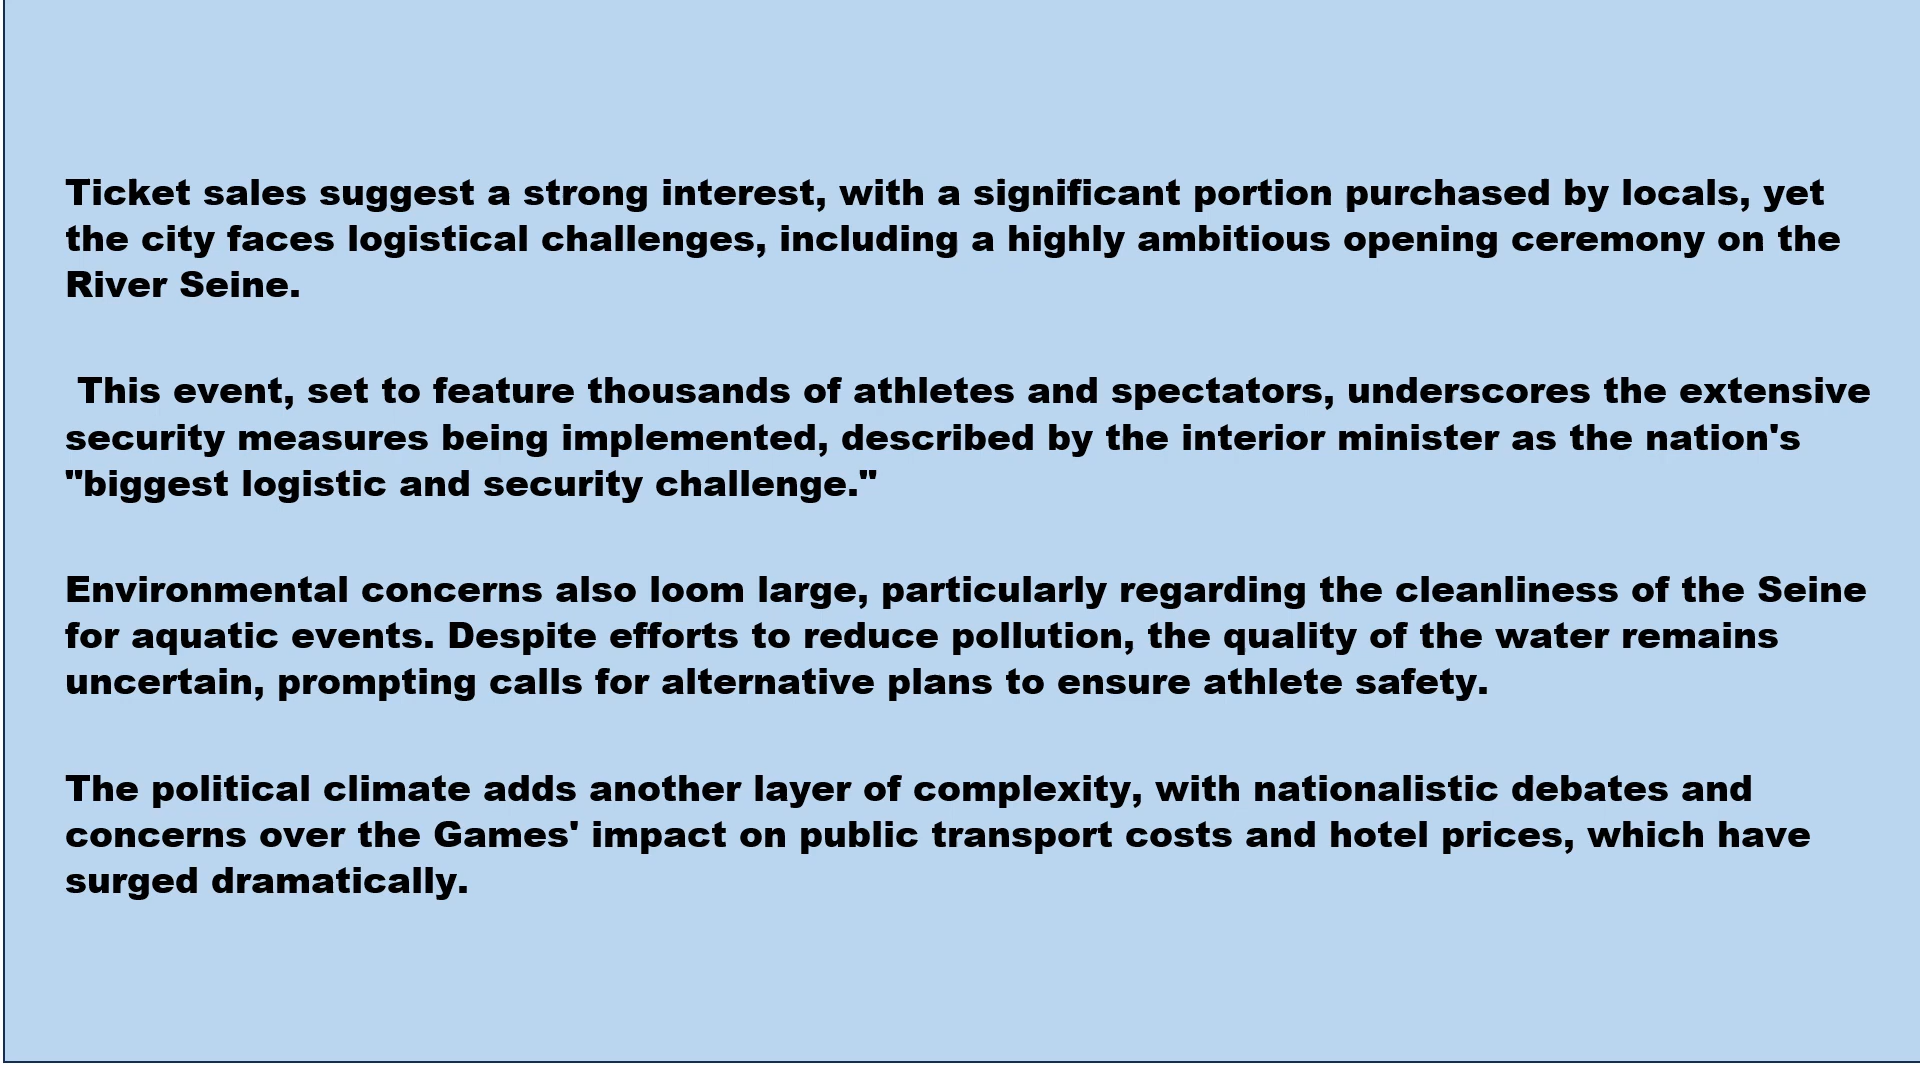 Ticket sales suggest a strong interest, with a significant portion purchased by locals, yet
the city faces logistical challenges, including a highly ambitious opening ceremony on the
River Seine.
This event, set to feature thousands of athletes and spectators, underscores the extensive
security measures being implemented, described by the interior minister as the nation's
"biggest logistic and security challenge."
Environmental concerns also loom large, particularly regarding the cleanliness of the Seine
for aquatic events. Despite efforts to reduce pollution, the quality of the water remains
uncertain, prompting calls for alternative plans to ensure athlete safety.
The political climate adds another layer of complexity, with nationalistic debates and
concerns over the Games' impact on public transport costs and hotel prices, which have
surged dramatically.